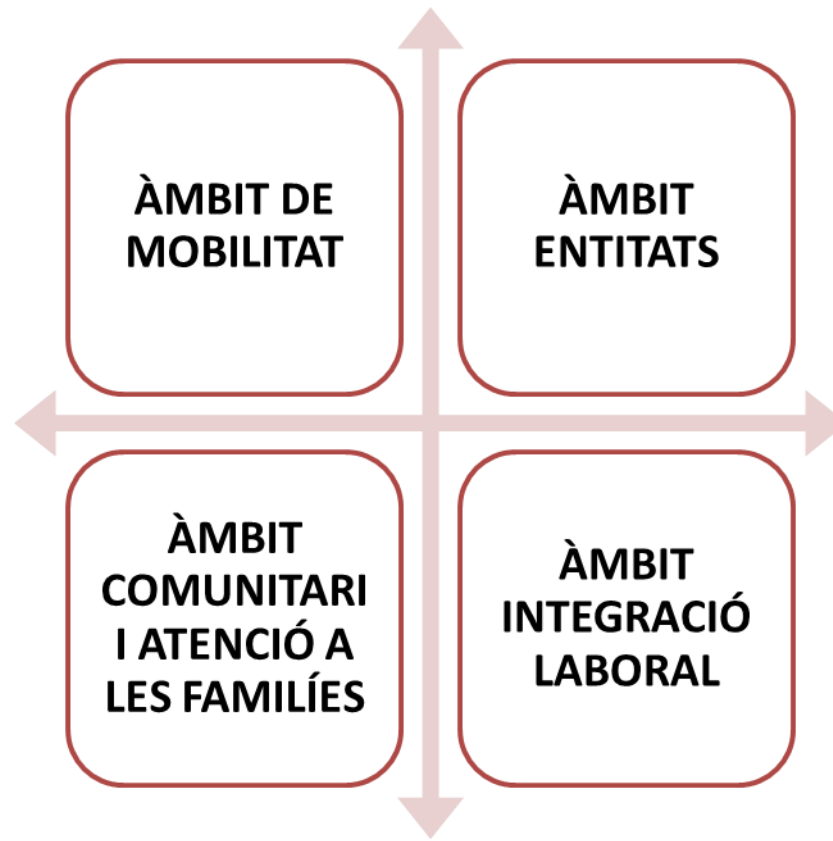 ÀMBIT DE
MOBILITAT
ÀMBIT
ENTITATS
ÀMBIT
COMUNITARI
I ATENCIÓ A
LES FAMILÍES
ÀMBIT
INTEGRACIÓ
LABORAL